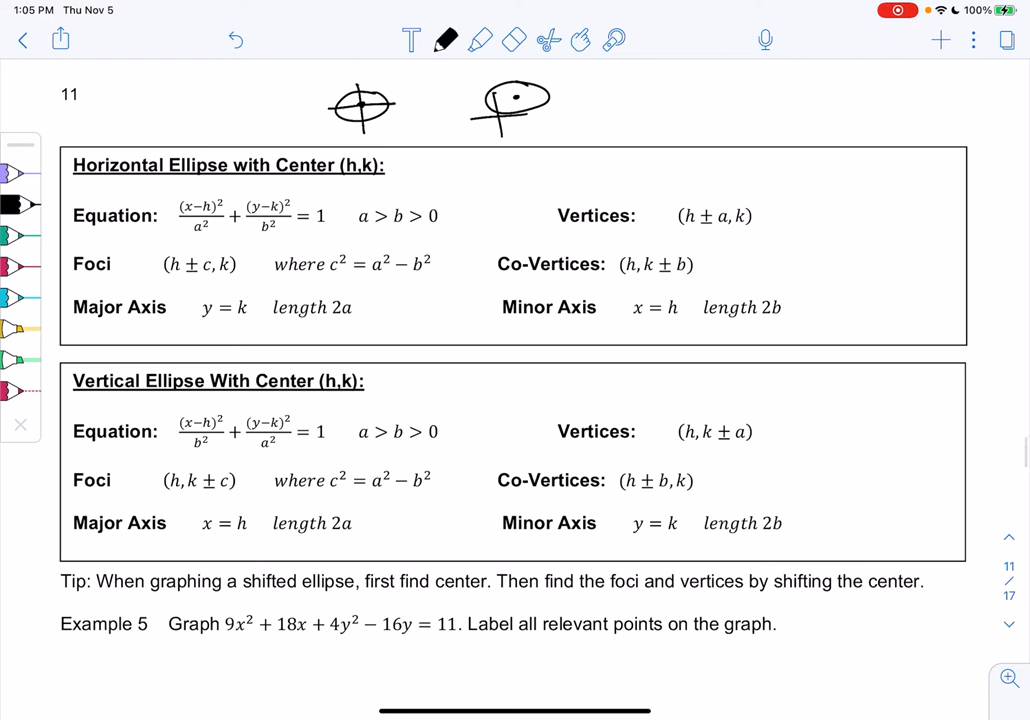 1:05 PM Thu Nov 5 100%
T
11
Horizontal Ellipse with Center (h,k):
Equation: (x−h)²/a² + (y−k)²/b² = 1 a > b > 0 Vertices: (h ± a, k)
Foci (h ± c, k) where c² = a² − b² Co-Vertices: (h, k ± b)
Major Axis y = k length 2a Minor Axis x = h length 2b
Vertical Ellipse With Center (h,k):
Equation: (x−h)²/b² + (y−k)²/a² = 1 a > b > 0 Vertices: (h, k ± a)
Foci (h, k ± c) where c² = a² − b² Co-Vertices: (h ± b, k)
Major Axis x = h length 2a Minor Axis y = k length 2b
Tip: When graphing a shifted ellipse, first find center. Then find the foci and vertices by shifting the center.
Example 5 Graph 9x² + 18x + 4y² − 16y = 11. Label all relevant points on the graph.
11
/
17